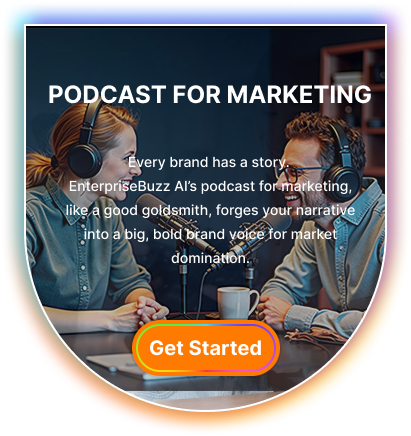 PODCAST FOR MARKETING
Every brand has a story.
EnterpriseBuzz AI's podcast for marketing,
like a good goldsmith, forges your narrative
into a big, bold brand voice for market
domination.
Get Started